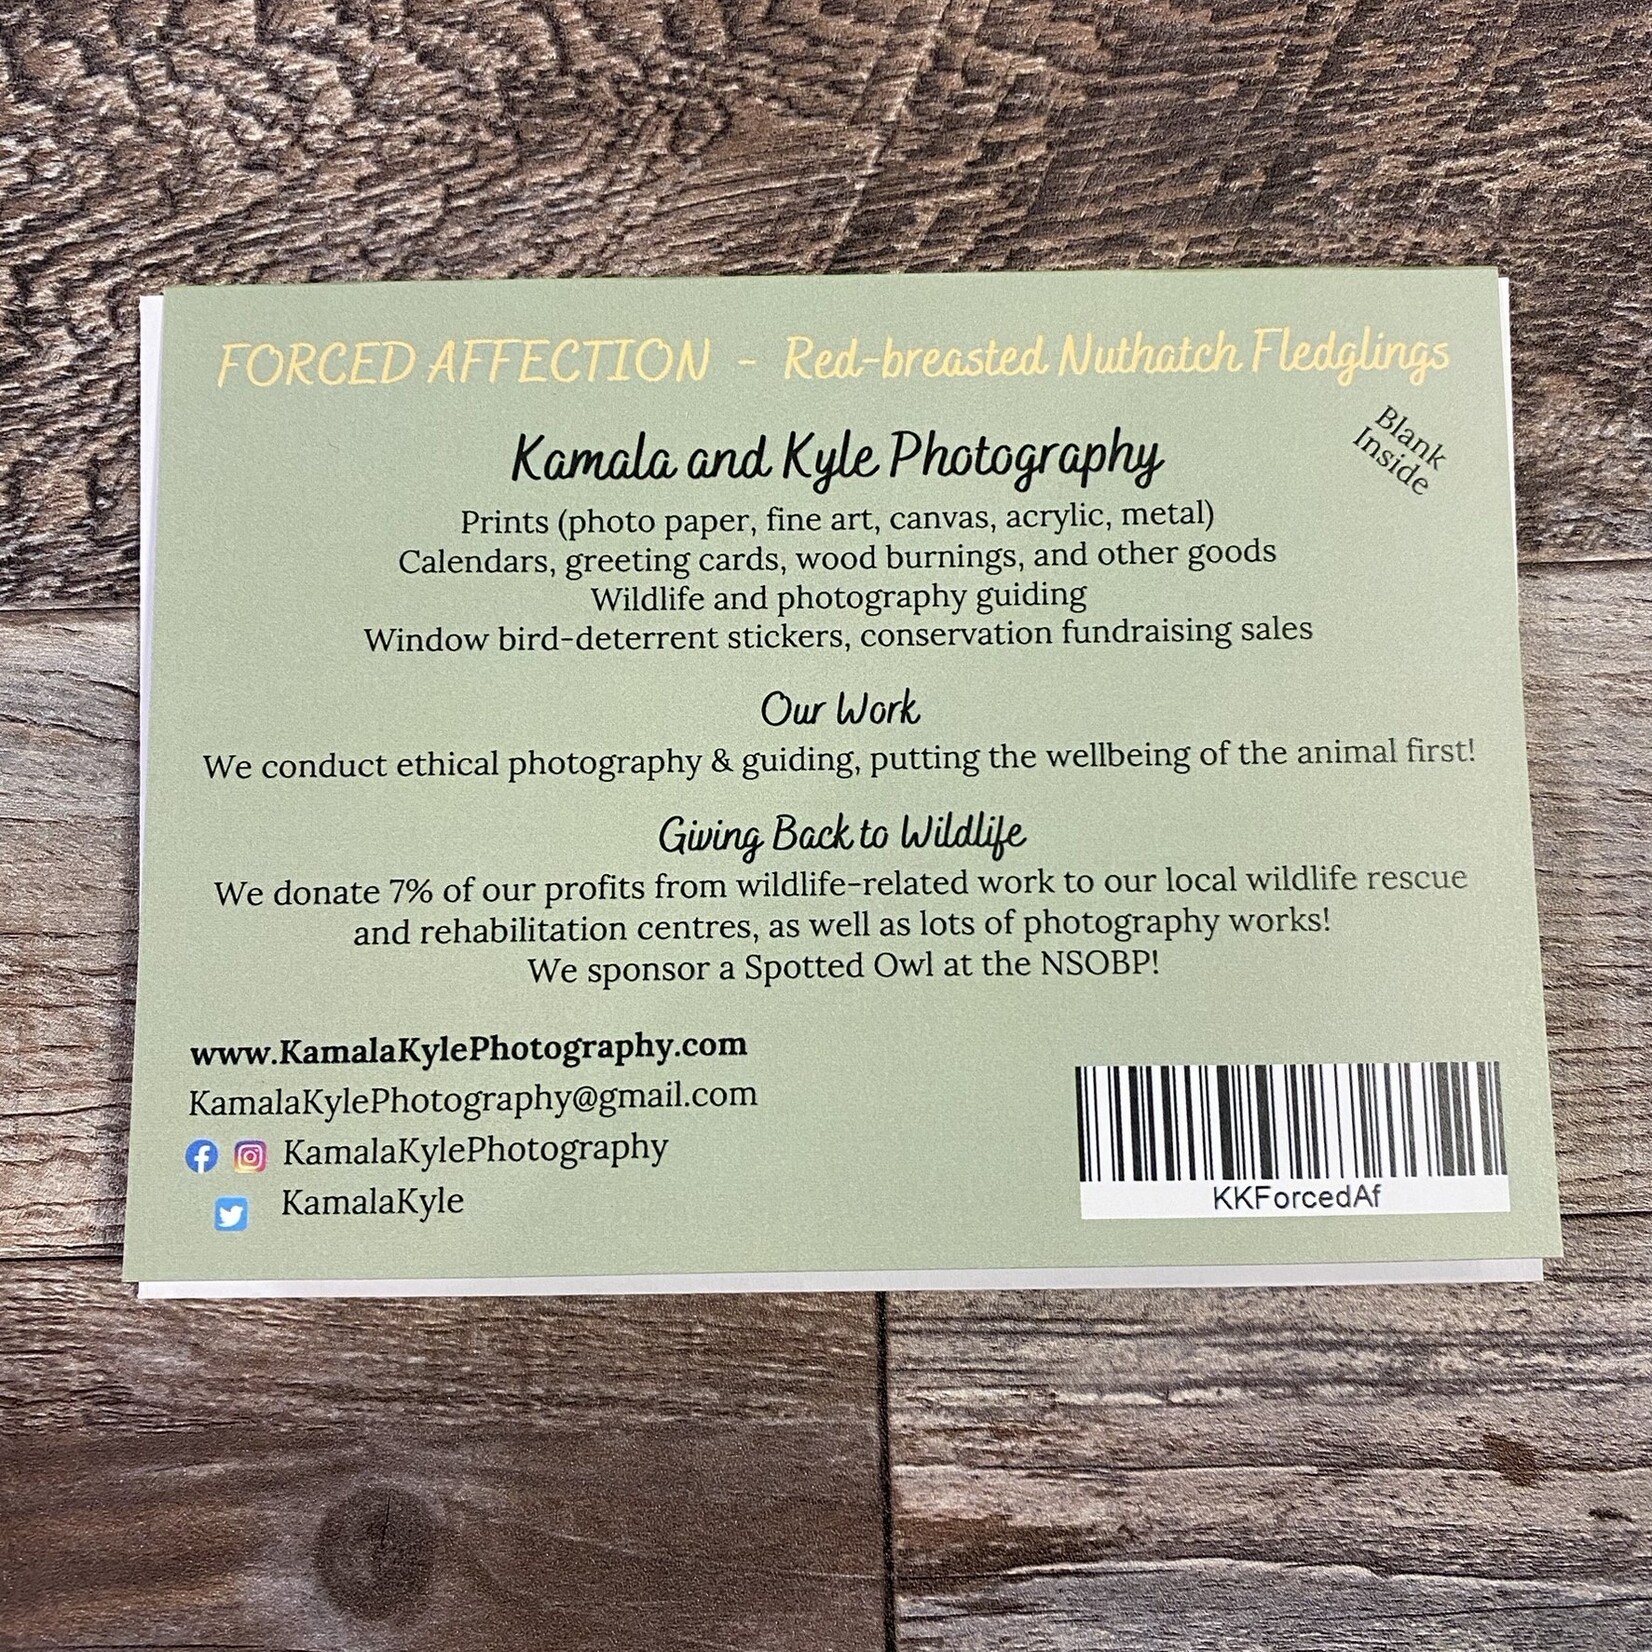 FORCED AFFECTION - Red-breasted Nuthatch Fledglings
Blank
Inside
Kamala and Kyle Photography
Prints (photo paper, fine art, canvas, acrylic, metal)
Calendars, greeting cards, wood burnings, and other goods
Wildlife and photography guiding
Window bird-deterrent stickers, conservation fundraising sales
Our Work
We conduct ethical photography & guiding, putting the wellbeing of the animal first!
Giving Back to Wildlife
We donate 7% of our profits from wildlife-related work to our local wildlife rescue
and rehabilitation centres, as well as lots of photography works!
We sponsor a Spotted Owl at the NSOBP!
www.KamalaKylePhotography.com
KamalaKylePhotography@gmail.com
KamalaKylePhotography
KamalaKyle
KKForcedAf